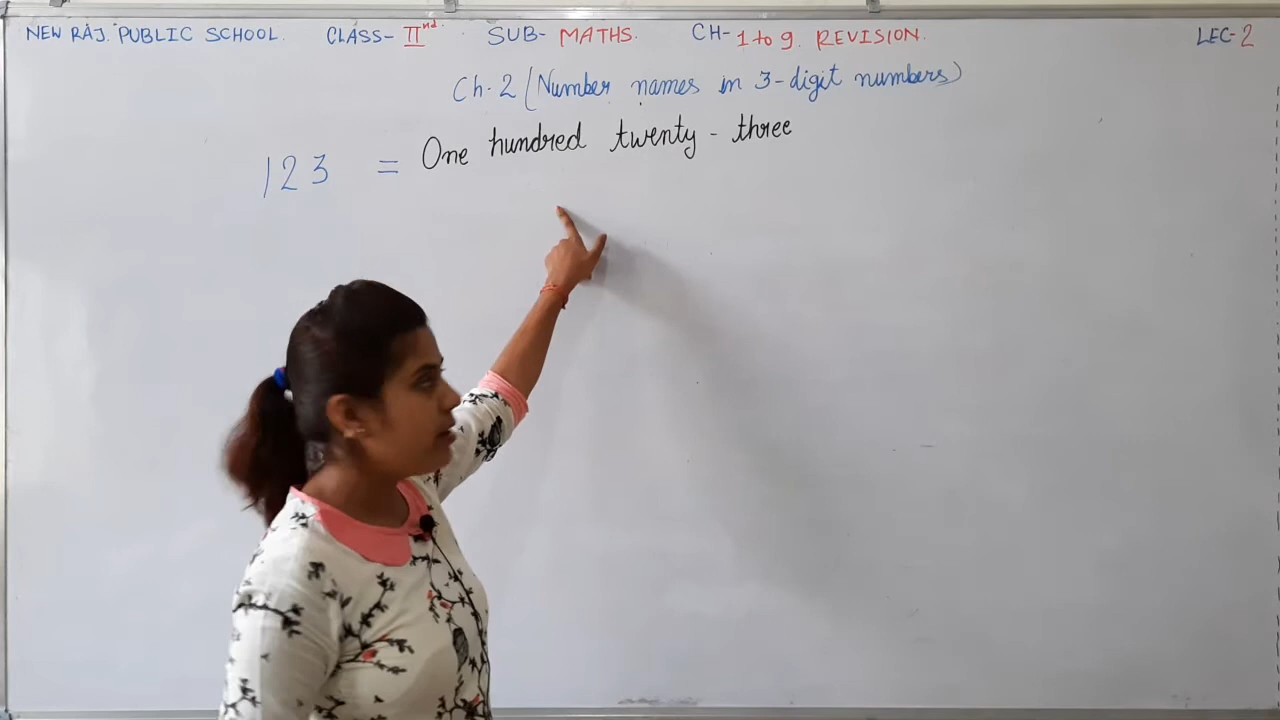 NEW RAJ. PUBLIC SCHOOL. CLASS- IInd. SUB- MATHS. CH- 1 to 9. REVISION. LEC-2
Ch. 2 (Number names in 3-digit numbers)
123 = One hundred twenty - three